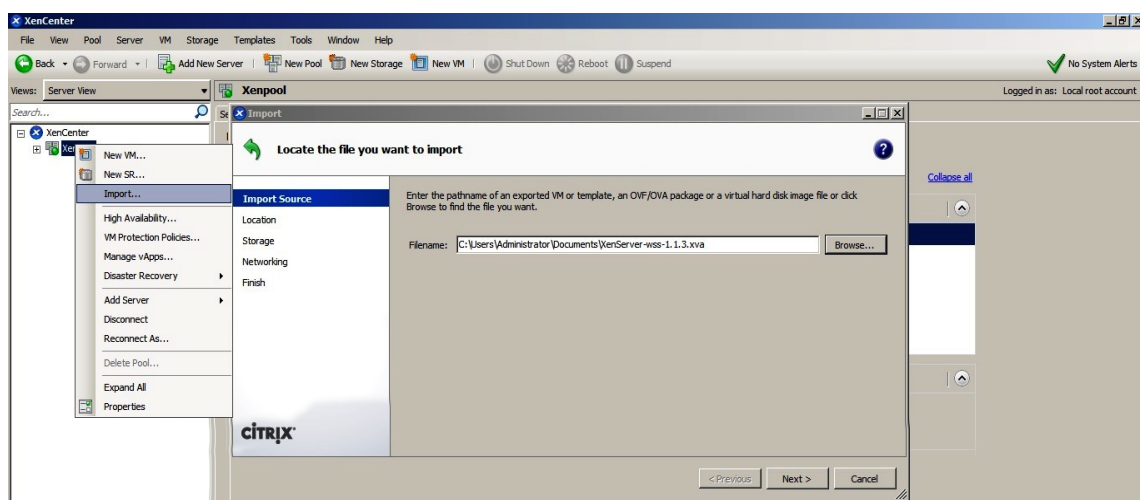 XenCenter
File View Pool Server VM Storage Templates Tools Window Help
Back Forward Add New Server New Pool New Storage New VM Shut Down Reboot Suspend No System Alerts
Views: Server View Xenpool Logged in as: Local root account
Search...
Import
XenCenter
Locate the file you want to import
New VM...
New SR...
Import...
High Availability...
VM Protection Policies...
Manage vApps...
Disaster Recovery
Add Server
Disconnect
Reconnect As...
Delete Pool...
Expand All
Properties
Import Source
Location
Storage
Networking
Finish
CITRIX
Enter the pathname of an exported VM or template, an OVF/OVA package or a virtual hard disk image file or click
Browse to find the file you want.
Filename: C:\Users\Administrator\Documents\XenServer-wss-1.1.3.xva Browse...
< Previous Next > Cancel
Collapse all